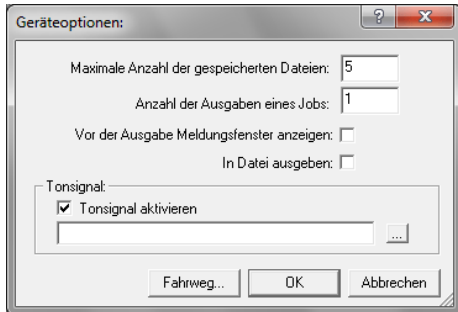 Geräteoptionen:
Maximale Anzahl der gespeicherten Dateien: 5
Anzahl der Ausgaben eines Jobs: 1
Vor der Ausgabe Meldungsfenster anzeigen:
In Datei ausgeben:
Tonsignal:
Tonsignal aktivieren
...
Fahrweg... OK Abbrechen